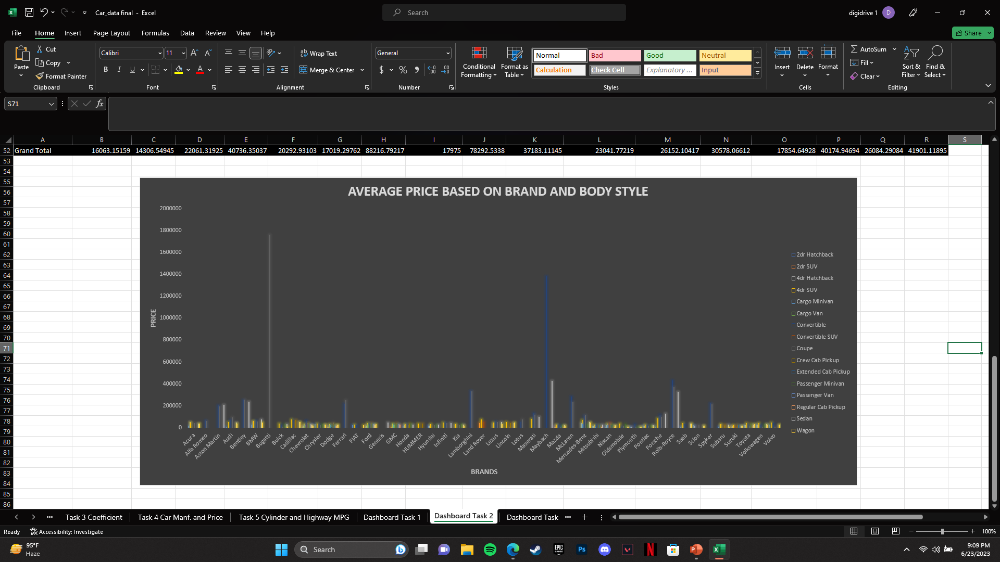 Car_data final - Excel
Search
digidrive 1
D
File Home Insert Page Layout Formulas Data Review View Help
Share
Paste
Cut
Copy
Format Painter
Clipboard
Calibri 11
B I U
Font
Wrap Text
Merge & Center
Alignment
General
$ %
Number
Conditional Formatting
Format as Table
Normal Bad Good Neutral
Calculation Check Cell Explanatory ... Input
Styles
Insert Delete Format
Cells
AutoSum
Fill
Clear
Sort & Filter
Find & Select
Editing
S71
fx
A B C D E F G H I J K L M N O P Q R S
52 Grand Total 16063.15159 14306.54945 22061.31925 40736.35037 20292.93103 17019.29762 88216.79217 17975 78292.5338 37183.11145 23041.77219 26152.10417 30578.06612 17854.64928 40174.94694 26084.29084 41901.11895
53
54
55
56
57
58
59
60
61
62
63
64
65
66
67
68
69
70
71
72
73
74
75
76
77
78
79
80
81
82
83
84
85
86
AVERAGE PRICE BASED ON BRAND AND BODY STYLE
2000000
1800000
1600000
1400000
1200000
1000000
800000
600000
400000
200000
0
PRICE
Acura
Alfa Romeo
Aston Martin
Audi
Bentley
BMW
Bugatti
Buick
Cadillac
Chevrolet
Chrysler
Dodge
Ferrari
FIAT
Ford
Genesis
GMC
Honda
HUMMER
Hyundai
Infiniti
Kia
Lamborghini
Land Rover
Lexus
Lincoln
Lotus
Maserati
Maybach
Mazda
McLaren
Mercedes-Benz
Mitsubishi
Nissan
Oldsmobile
Plymouth
Pontiac
Porsche
Rolls-Royce
Saab
Scion
Spyker
Subaru
Suzuki
Toyota
Volkswagen
Volvo
BRANDS
2dr Hatchback
2dr SUV
4dr Hatchback
4dr SUV
Cargo Minivan
Cargo Van
Convertible
Convertible SUV
Coupe
Crew Cab Pickup
Extended Cab Pickup
Passenger Minivan
Passenger Van
Regular Cab Pickup
Sedan
Wagon
Task 3 Coefficient Task 4 Car Manf. and Price Task 5 Cylinder and Highway MPG Dashboard Task 1 Dashboard Task 2 Dashboard Task ...
Ready Accessibility: Investigate
100%
95°F
Haze
Search
EPIC GAMES
Ps
9:09 PM
6/23/2023